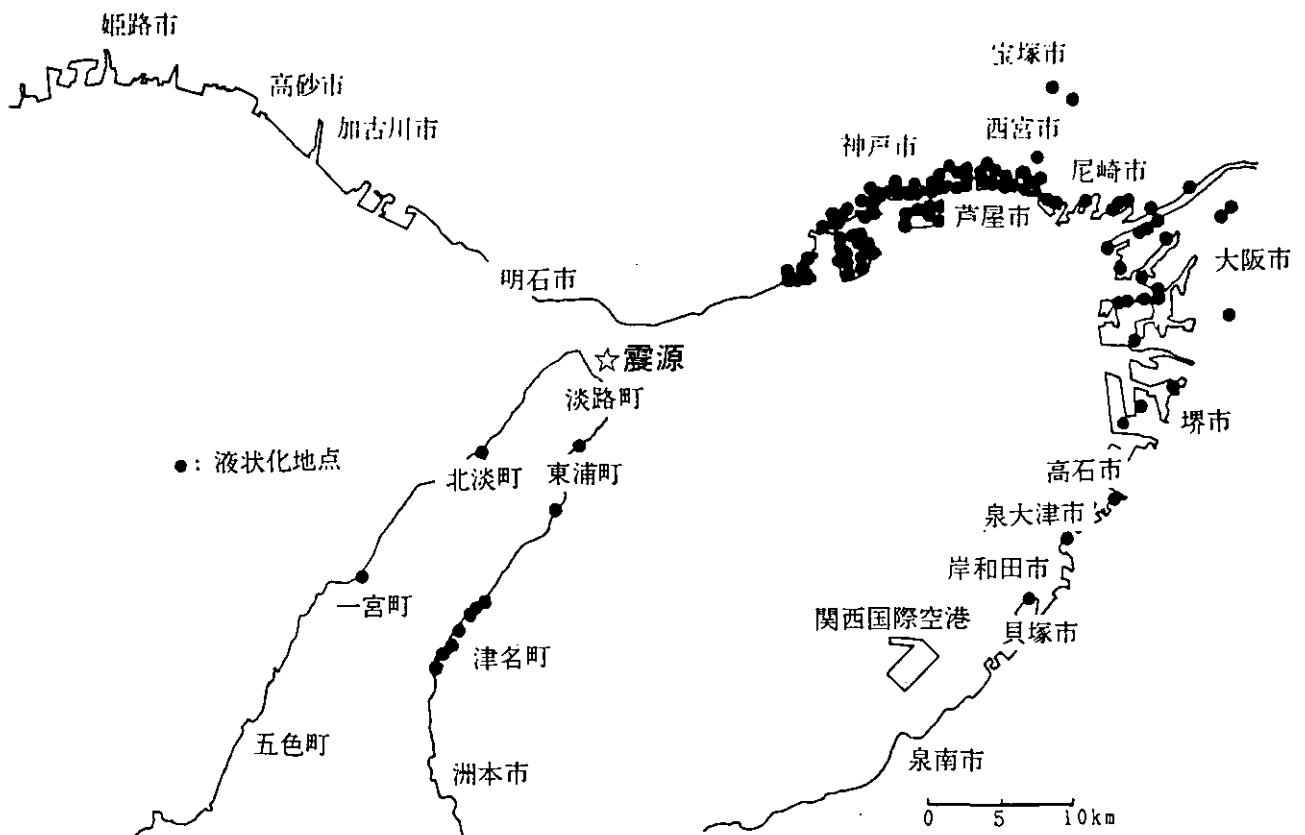 姫路市
宝塚市
高砂市
加古川市
神戸市
西宮市
尼崎市
芦屋市
大阪市
明石市
☆震源
淡路町
堺市
●: 液状化地点
北淡町
東浦町
高石市
泉大津市
岸和田市
一宮町
関西国際空港
貝塚市
津名町
五色町
洲本市
泉南市
0 5 10km